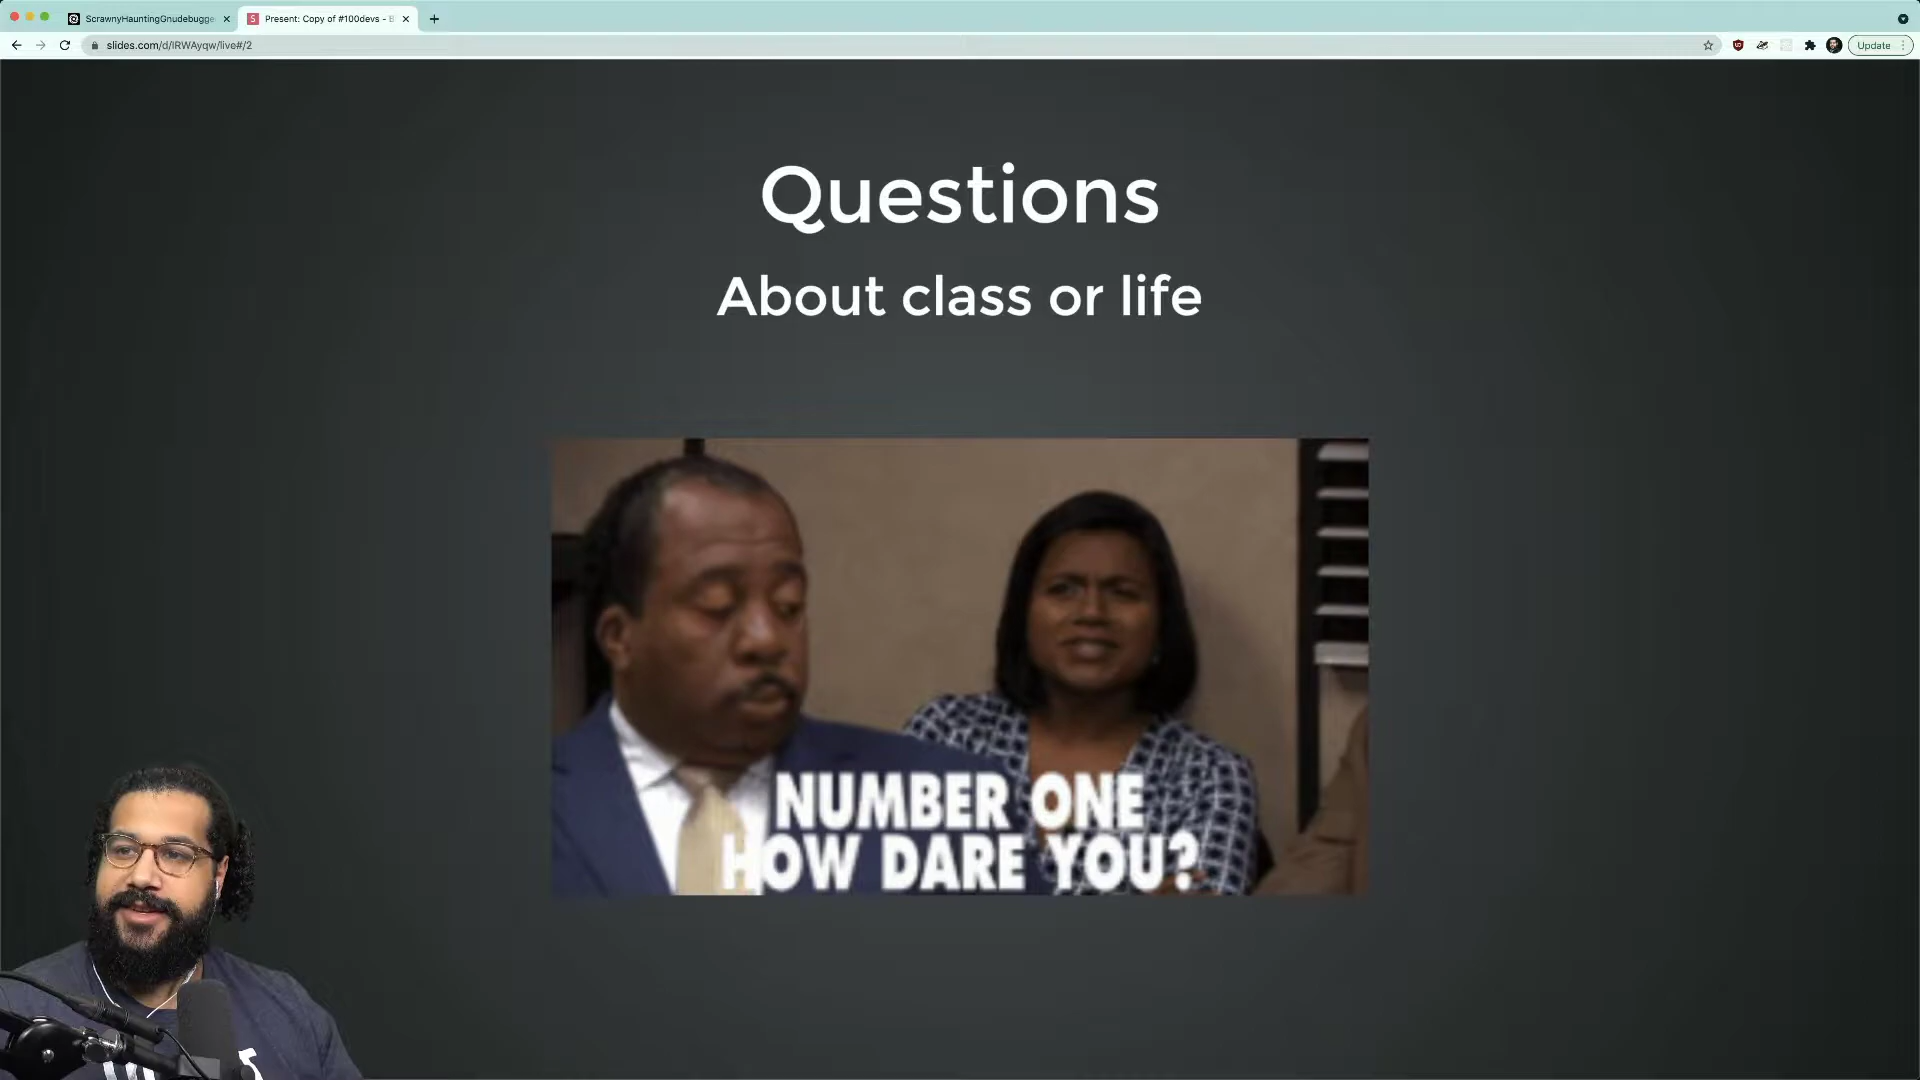 ScrawnyHauntingGnudebugge
Present: Copy of #100devs -
slides.com/d/IRWAyqw/live#/2
Update
Questions
About class or life
NUMBER ONE
HOW DARE YOU?